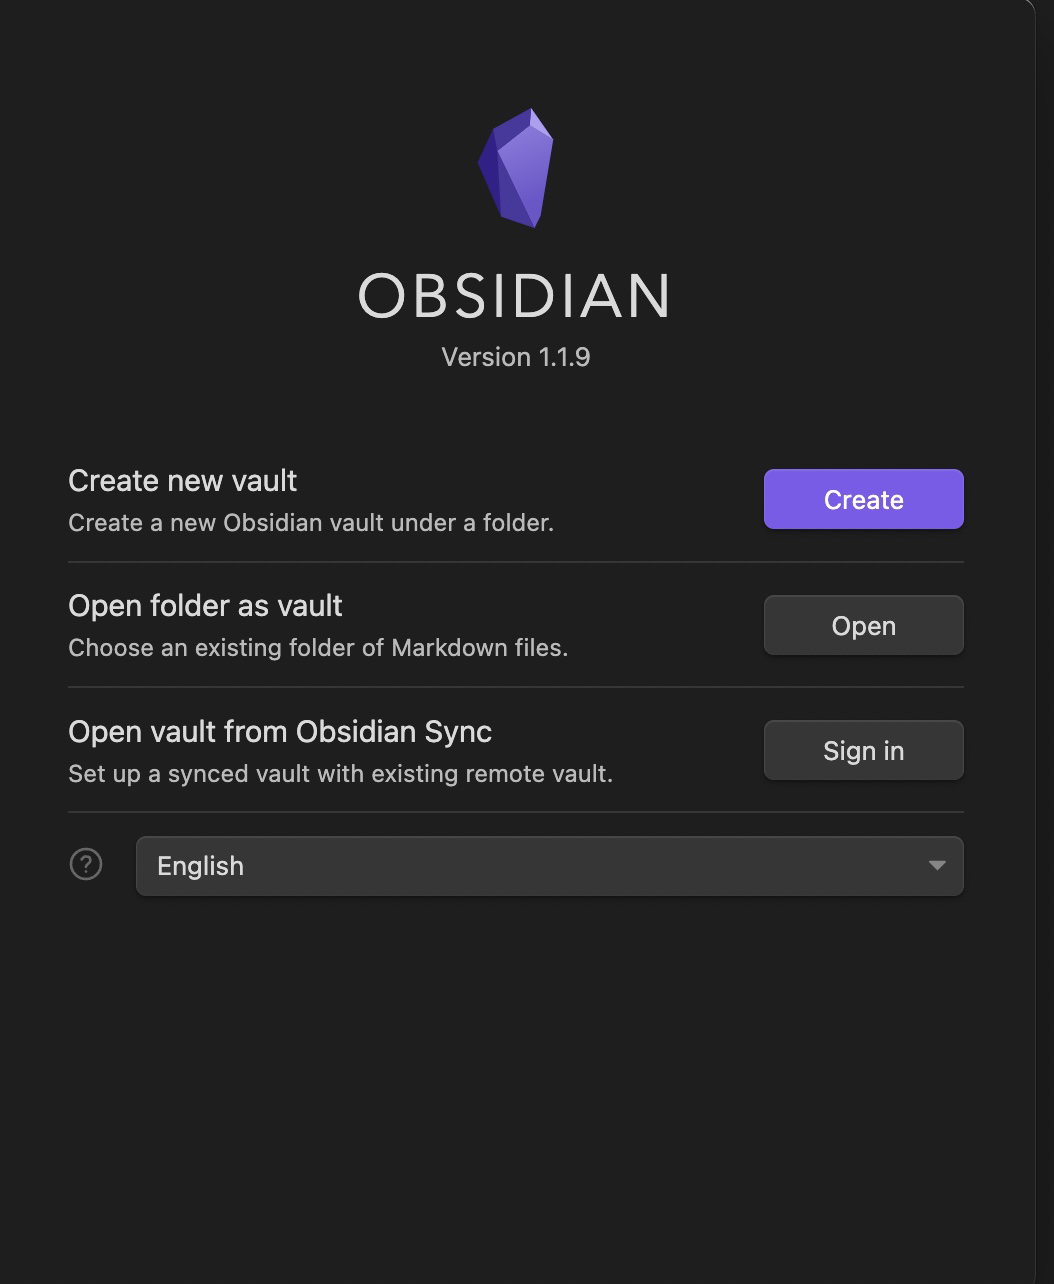 OBSIDIAN
Version 1.1.9
Create new vault
Create a new Obsidian vault under a folder.
Create
Open folder as vault
Choose an existing folder of Markdown files.
Open
Open vault from Obsidian Sync
Set up a synced vault with existing remote vault.
Sign in
?
English